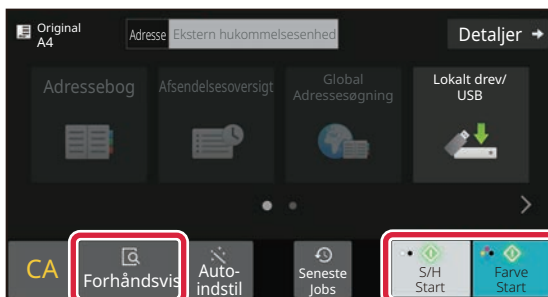 Original
A4
Adresse Ekstern hukommelsesenhed
Detaljer
Adressebog
Afsendelsesoversigt
Global
Adressesøgning
Lokalt drev/
USB
CA
Forhåndsvis
Auto-
indstil
Seneste
Jobs
S/H
Start
Farve
Start